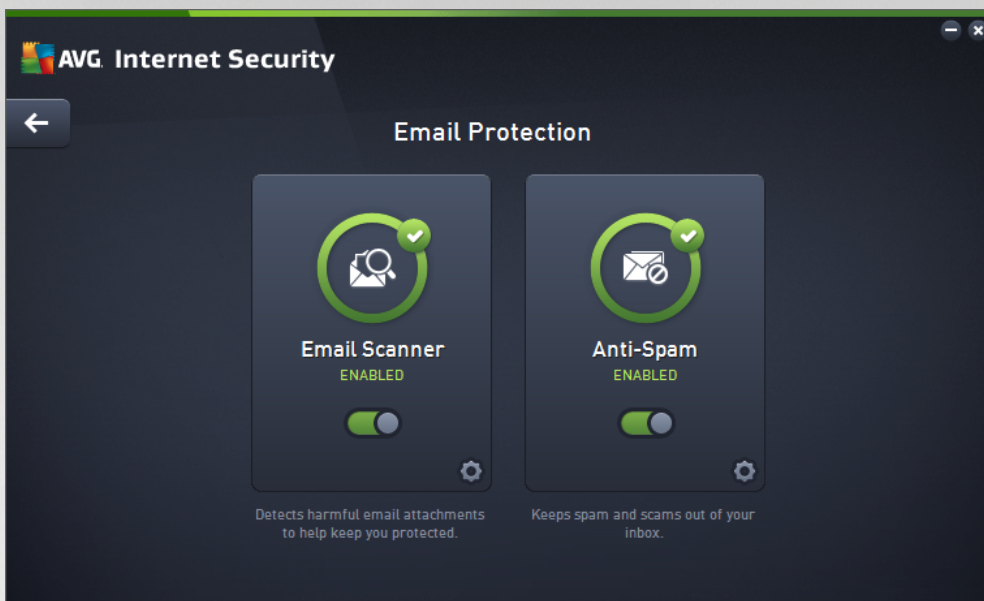 AVG Internet Security
Email Protection
Email Scanner
ENABLED
Detects harmful email attachments
to help keep you protected.
Anti-Spam
ENABLED
Keeps spam and scams out of your
inbox.